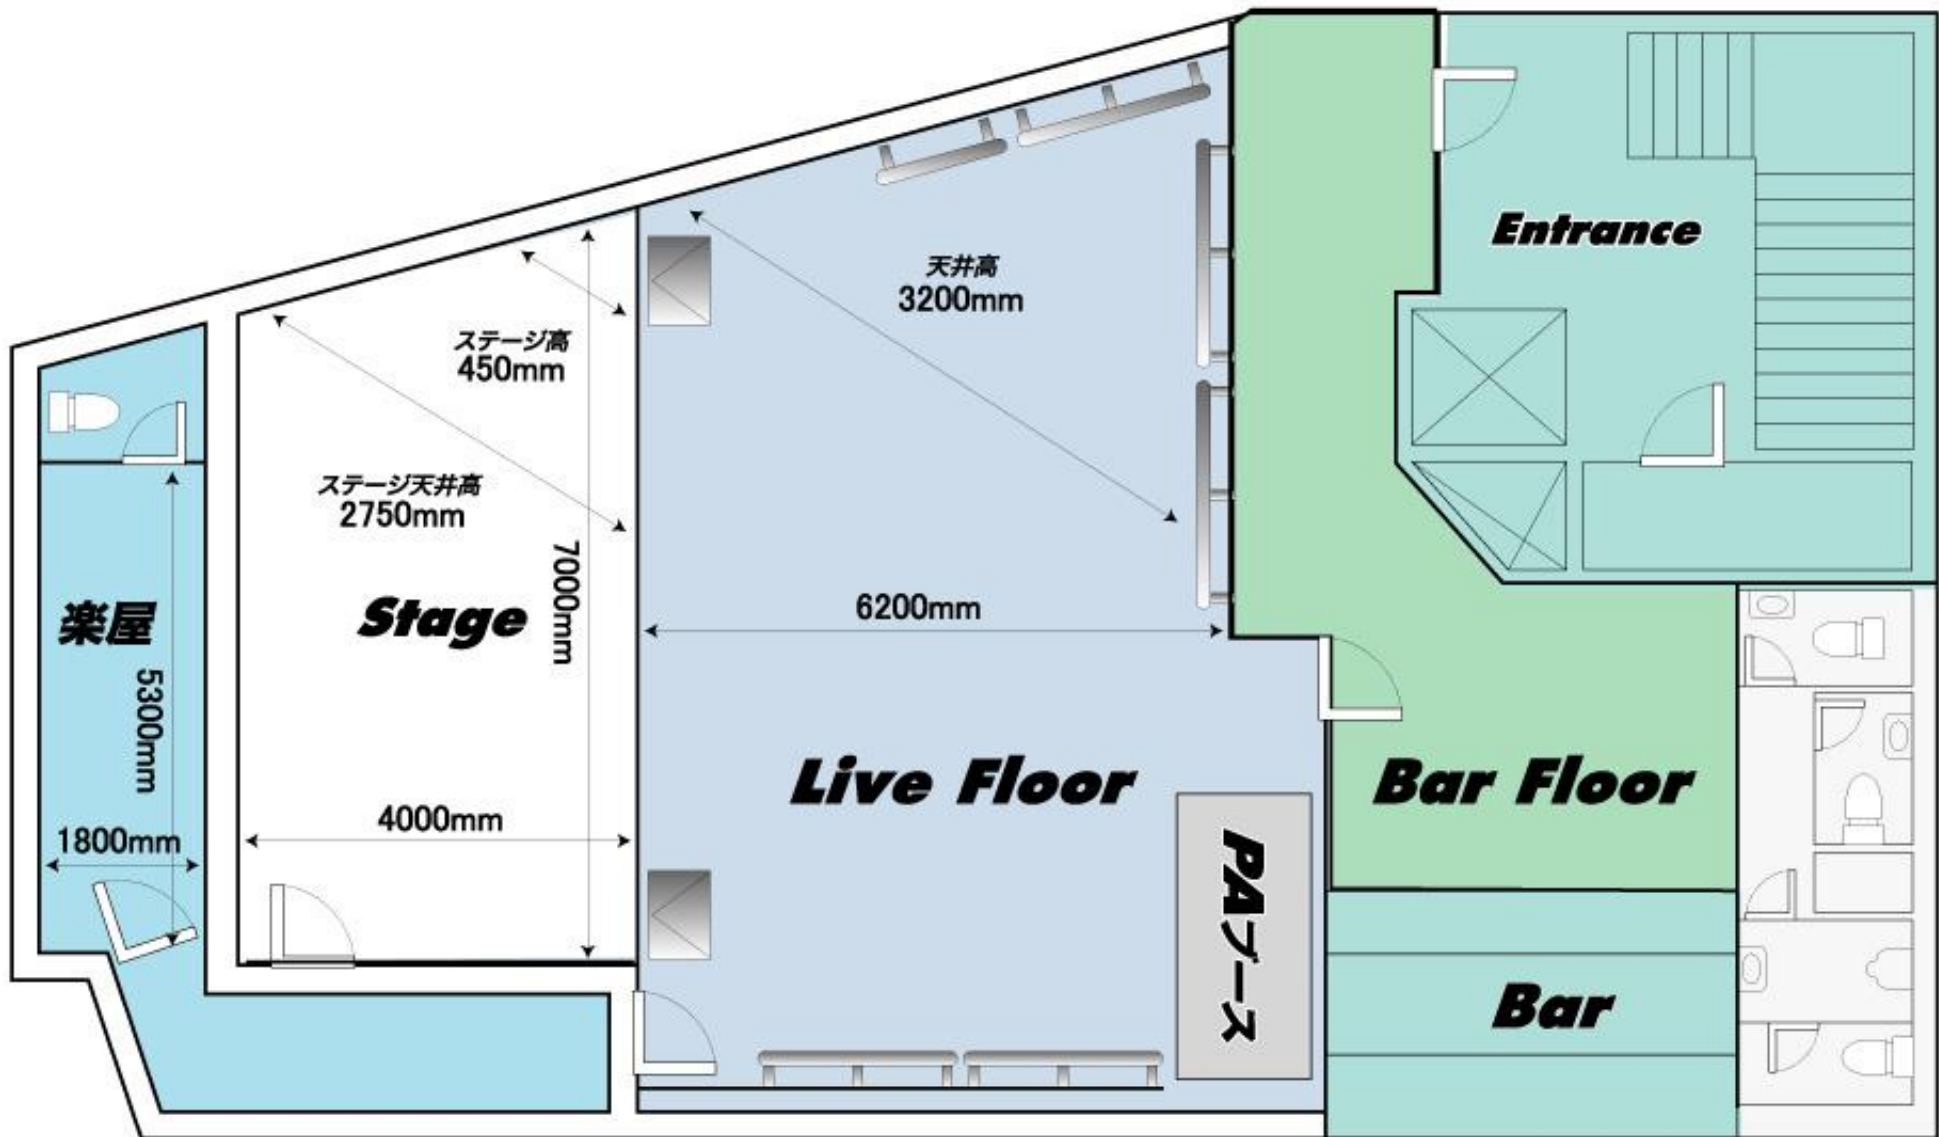 Entrance
天井高
3200mm
ステージ高
450mm
ステージ天井高
2750mm
7000mm
6200mm
楽屋
Stage
5300mm
Live Floor
Bar Floor
4000mm
1800mm
PAブース
Bar